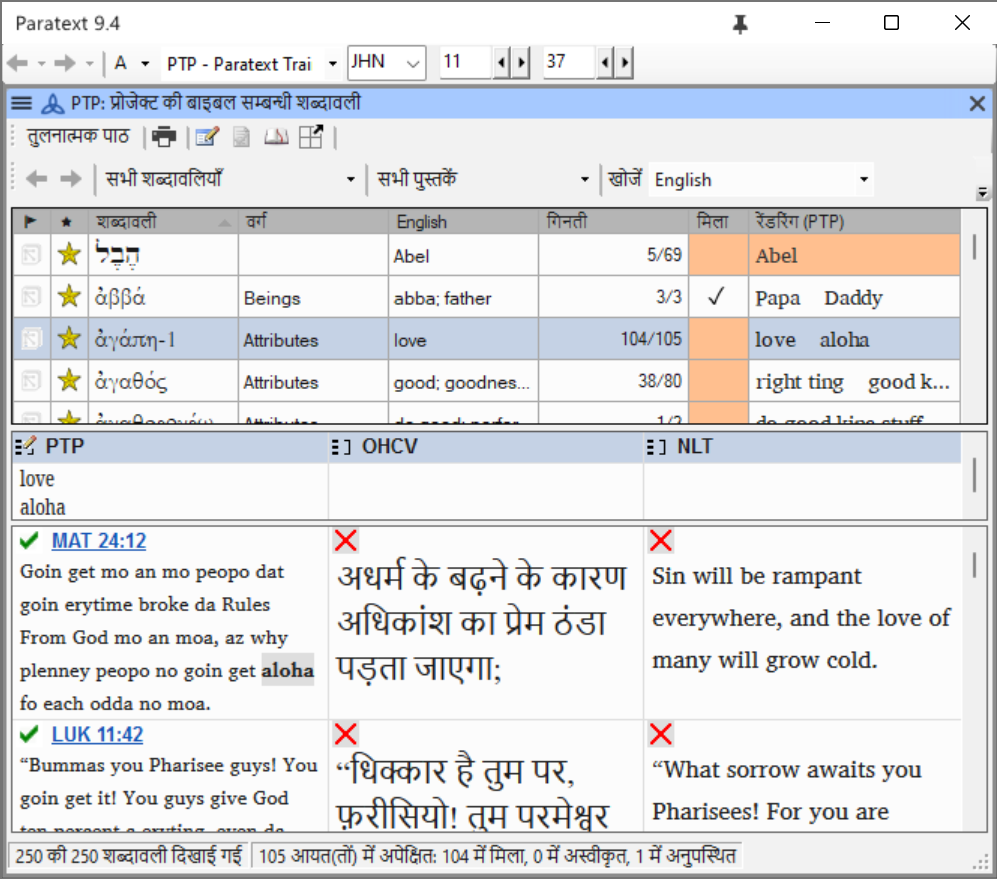 Paratext 9.4
A PTP - Paratext Trai JHN 11 37
PTP: प्रोजेक्ट की बाइबल सम्बन्धी शब्दावली
तुलनात्मक पाठ
सभी शब्दावलियाँ सभी पुस्तकें खोजें English
शब्दावली वर्ग English गिनती मिला रेंडरिंग (PTP)
הֶבֶל Abel 5/69 Abel
ἀββά Beings abba; father 3/3 ✓ Papa Daddy
ἀγάπη-1 Attributes love 104/105 love aloha
ἀγαθός Attributes good; goodnes... 38/80 right ting good k...
Attributes 1/2 do good kine stuff
PTP OHCV NLT
love
aloha
MAT 24:12
Goin get mo an mo peopo dat
goin erytime broke da Rules
From God mo an moa, az why
plenney peopo no goin get aloha
fo each odda no moa.
अधर्म के बढ़ने के कारण
अधिकांश का प्रेम ठंडा
पड़ता जाएगा;
Sin will be rampant
everywhere, and the love of
many will grow cold.
LUK 11:42
“Bummas you Pharisee guys! You
goin get it! You guys give God
ten percent a eryting, even da
“धिक्कार है तुम पर,
फ़रीसियो! तुम परमेश्वर
“What sorrow awaits you
Pharisees! For you are
250 की 250 शब्दावली दिखाई गई 105 आयत(तों) में अपेक्षित: 104 में मिला, 0 में अस्वीकृत, 1 में अनुपस्थित